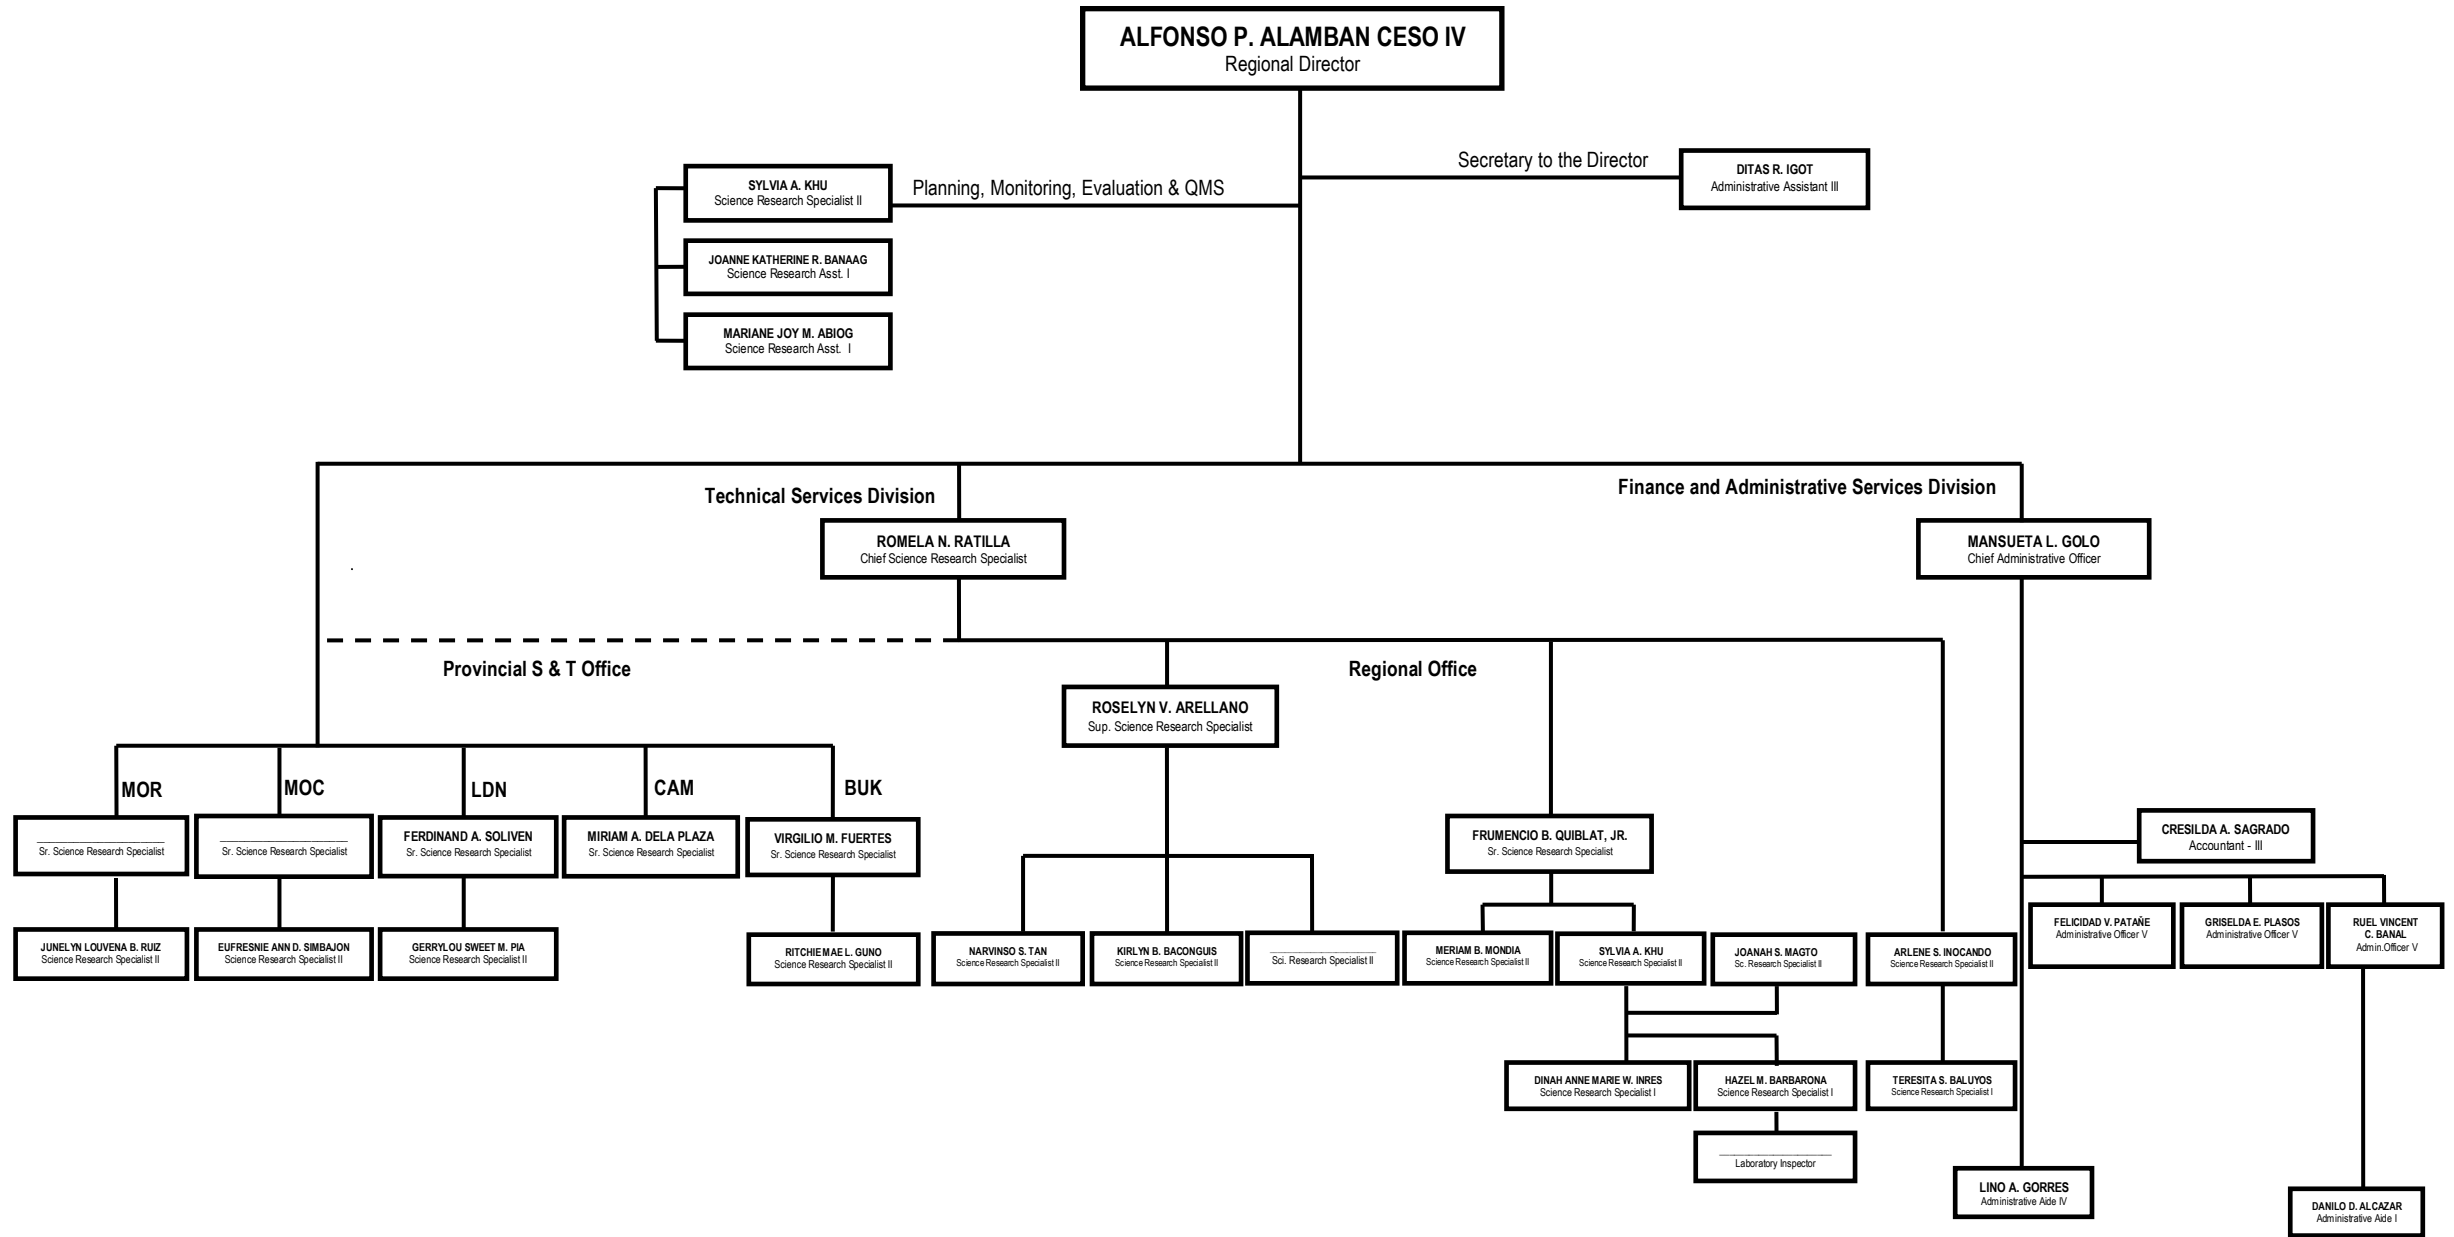 ALFONSO P. ALAMBAN CESO IV
Regional Director
Secretary to the Director
DITAS R. IGOT
Administrative Assistant III
SYLVIA A. KHU
Science Research Specialist II
Planning, Monitoring, Evaluation & QMS
JOANNE KATHERINE R. BANAAG
Science Research Asst. I
MARIANE JOY M. ABIOG
Science Research Asst. I
Technical Services Division
Finance and Administrative Services Division
ROMELA N. RATILLA
Chief Science Research Specialist
MANSUETA L. GOLO
Chief Administrative Officer
Provincial S & T Office
Regional Office
ROSELYN V. ARELLANO
Sup. Science Research Specialist
MOR
MOC
LDN
CAM
BUK
Sr. Science Research Specialist
Sr. Science Research Specialist
FERDINAND A. SOLIVEN
Sr. Science Research Specialist
MIRIAM A. DELA PLAZA
Sr. Science Research Specialist
VIRGILIO M. FUERTES
Sr. Science Research Specialist
FRUMENCIO B. QUIBLAT, JR.
Sr. Science Research Specialist
CRESILDA A. SAGRADO
Accountant - III
JUNELYN LOUVENA B. RUIZ
Science Research Specialist II
EUFRESNIE ANN D. SIMBAJON
Science Research Specialist II
GERRYLOU SWEET M. PIA
Science Research Specialist II
RITCHIE MAE L. GUNO
Science Research Specialist II
NARVINSO S. TAN
Science Research Specialist II
KIRLYN B. BACONGUIS
Science Research Specialist II
Sci. Research Specialist II
MERIAM B. MONDIA
Science Research Specialist II
SYLVIA A. KHU
Science Research Specialist II
JOANAH S. MAGTO
Sc. Research Specialist II
ARLENE S. INOCANDO
Science Research Specialist II
FELICIDAD V. PATAÑE
Administrative Officer V
GRISELDA E. PLASOS
Administrative Officer V
RUEL VINCENT
C. BANAL
Admin.Officer V
DINAH ANNE MARIE W. INRES
Science Research Specialist I
HAZEL M. BARBARONA
Science Research Specialist I
TERESITA S. BALUYOS
Science Research Specialist I
Laboratory Inspector
LINO A. GORRES
Administrative Aide IV
DANILO D. ALCAZAR
Administrative Aide I